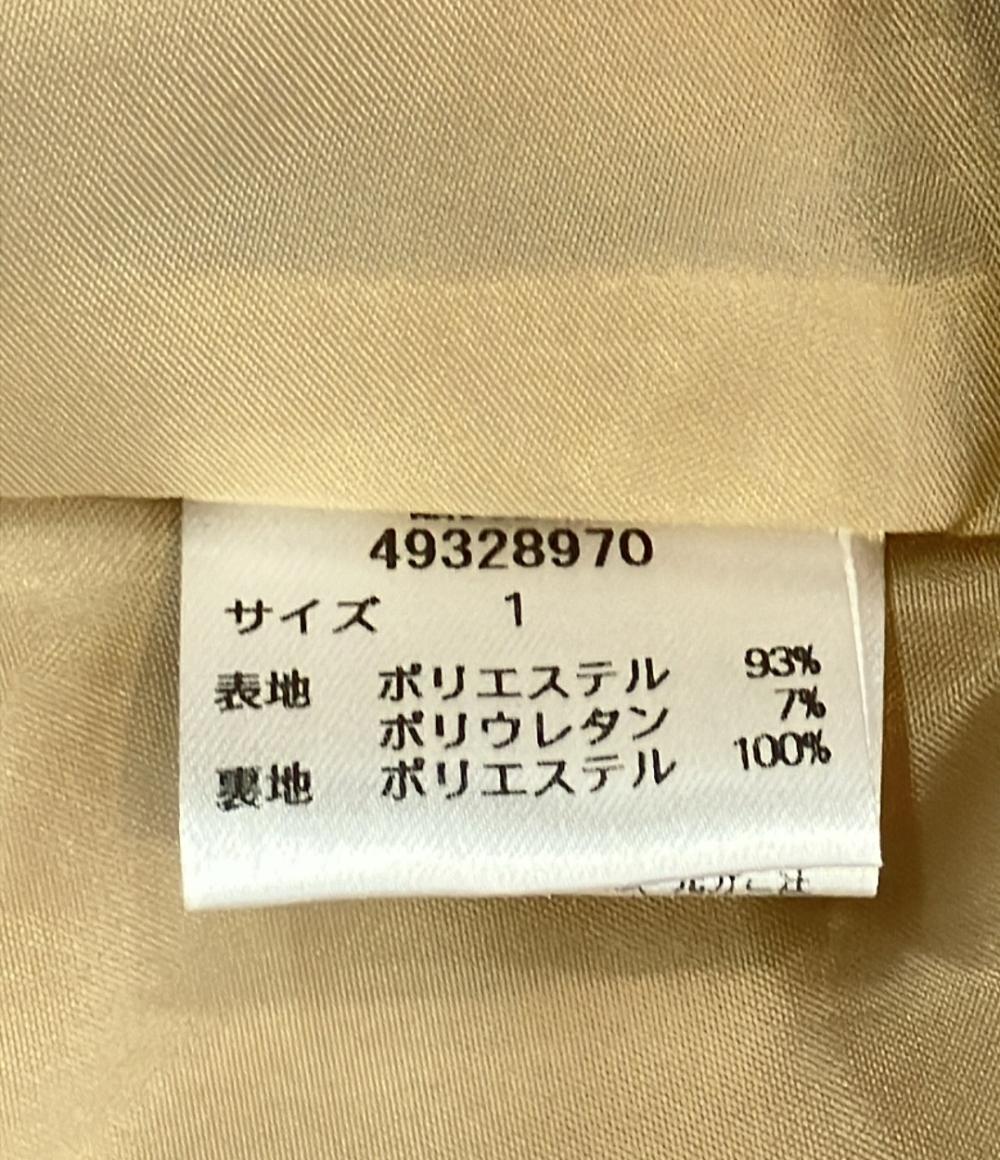 49328970
サイズ 1
表地 ポリエステル 93%
ポリウレタン 7%
裏地 ポリエステル 100%